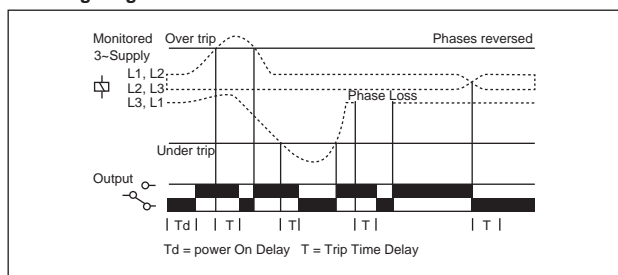 Monitored Over trip Phases reversed
3~Supply
L1, L2
L2, L3
L3, L1
Phase Loss
Under trip
Output
Td T T T T
Td = power On Delay T = Trip Time Delay